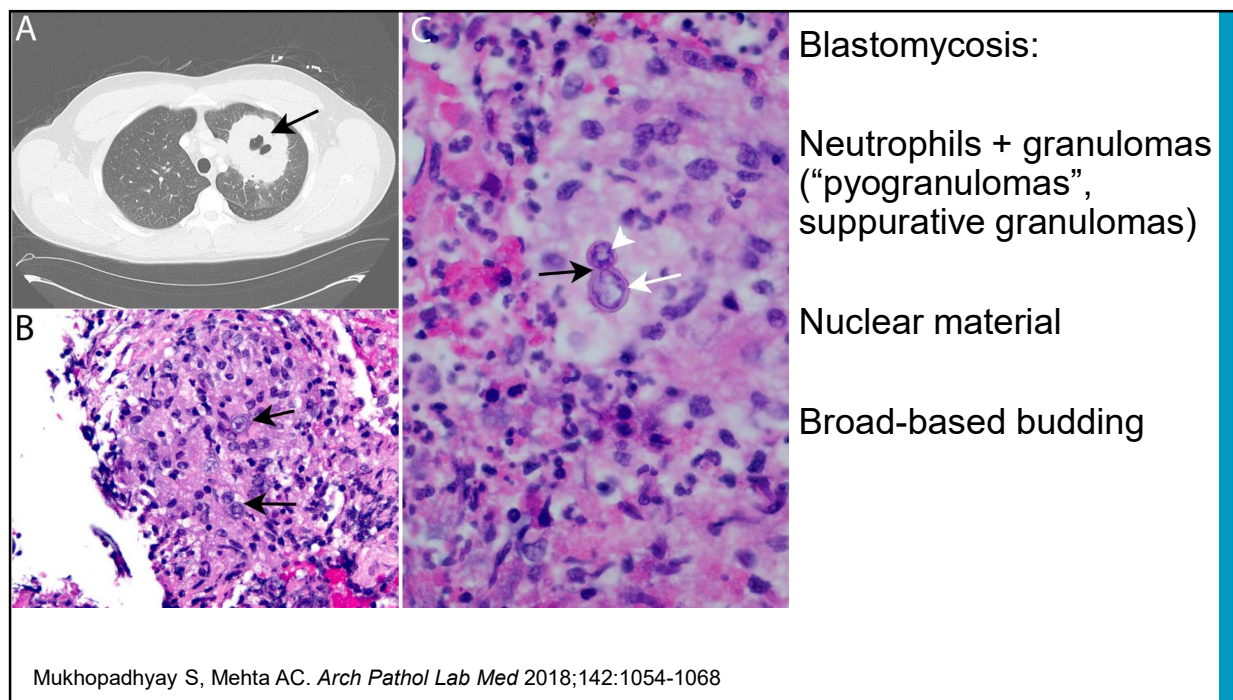 A
B
C
Blastomycosis:
Neutrophils + granulomas
(“pyogranulomas”,
suppurative granulomas)
Nuclear material
Broad-based budding
Mukhopadhyay S, Mehta AC. Arch Pathol Lab Med 2018;142:1054-1068